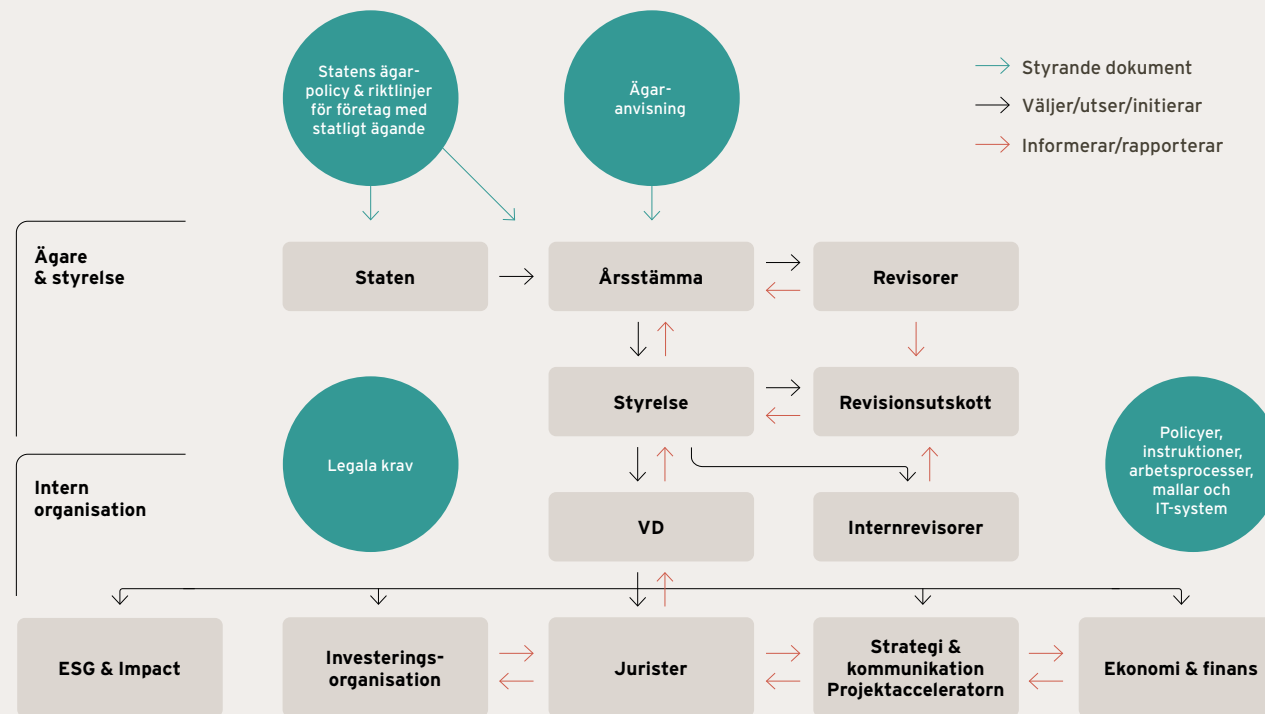 Statens ägar-
policy & riktlinjer
för företag med
statligt ägande
Ägar-
anvisning
Styrande dokument
Väljer/utser/initierar
Informerar/rapporterar
Ägare
& styrelse
Staten
Årsstämma
Revisorer
Styrelse
Revisionsutskott
Legala krav
Policyer,
instruktioner,
arbetsprocesser,
mallar och
IT-system
Intern
organisation
VD
Internrevisorer
ESG & Impact
Investerings-
organisation
Jurister
Strategi &
kommunikation
Projektacceleratorn
Ekonomi & finans